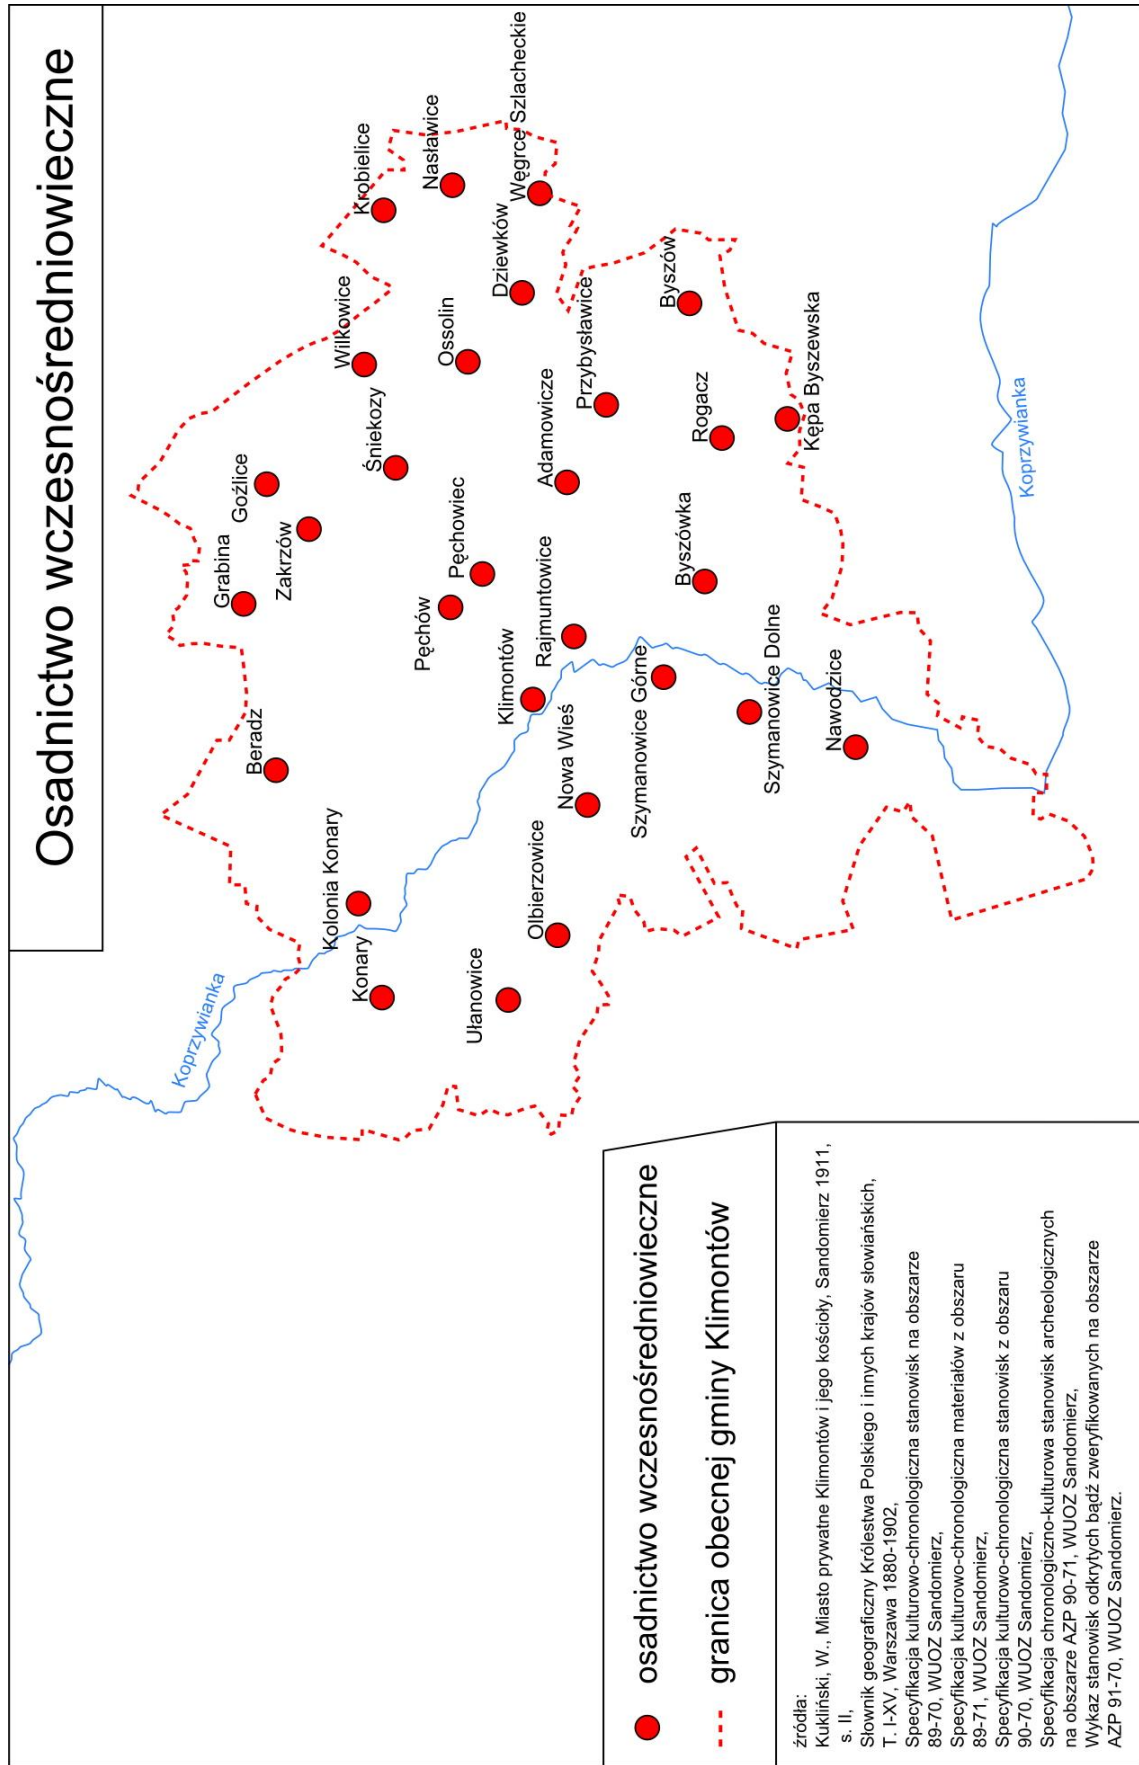 Osadnictwo wczesnośredniowieczne
Koprzywianka
Konary
Kolonia Konary
Beradz
Grabina
Goźlice
Zakrzów
Wilkowice
Krobielice
Śniekozy
Nasławice
Ossolin
Pęchów
Pęchowiec
Węgrce Szlacheckie
Dziewków
Ułanowice
Olbierzowice
Klimontów
Nowa Wieś
Rajmuntowice
Adamowicze
Przybysławice
Szymanowice Górne
Byszówka
Byszów
Rogacz
Szymanowice Dolne
Kępa Byszewska
Nawodzice
Koprzywianka
osadnictwo wczesnośredniowieczne
granica obecnej gminy Klimontów
źródła:
Kukliński, W., Miasto prywatne Klimontów i jego kościoły, Sandomierz 1911,
s. II,
Słownik geograficzny Królestwa Polskiego i innych krajów słowiańskich,
T. I-XV, Warszawa 1880-1902,
Specyfikacja kulturowo-chronologiczna stanowisk na obszarze
89-70, WUOZ Sandomierz,
Specyfikacja kulturowo-chronologiczna materiałów z obszaru
89-71, WUOZ Sandomierz,
Specyfikacja kulturowo-chronologiczna stanowisk z obszaru
90-70, WUOZ Sandomierz,
Specyfikacja chronologiczno-kulturowa stanowisk archeologicznych
na obszarze AZP 90-71, WUOZ Sandomierz,
Wykaz stanowisk odkrytych bądź zweryfikowanych na obszarze
AZP 91-70, WUOZ Sandomierz.